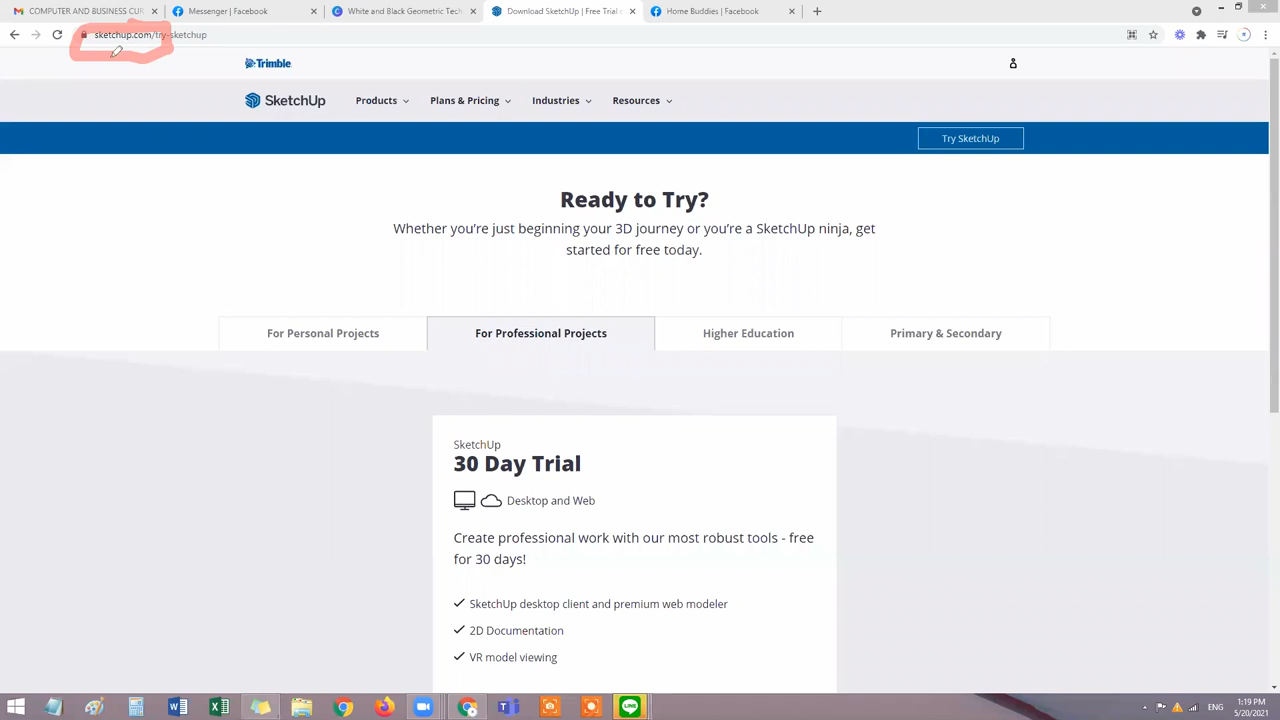 COMPUTER AND BUSINESS CUR
Messenger | Facebook
White and Black Geometric Tech
Download SketchUp | Free Trial c
Home Buddies | Facebook
sketchup.com/try-sketchup
Trimble
SketchUp
Products
Plans & Pricing
Industries
Resources
Try SketchUp
Ready to Try?
Whether you're just beginning your 3D journey or you're a SketchUp ninja, get
started for free today.
For Personal Projects
For Professional Projects
Higher Education
Primary & Secondary
SketchUp
30 Day Trial
Desktop and Web
Create professional work with our most robust tools - free
for 30 days!
SketchUp desktop client and premium web modeler
2D Documentation
VR model viewing
LINE
ENG
1:19 PM
5/20/2021